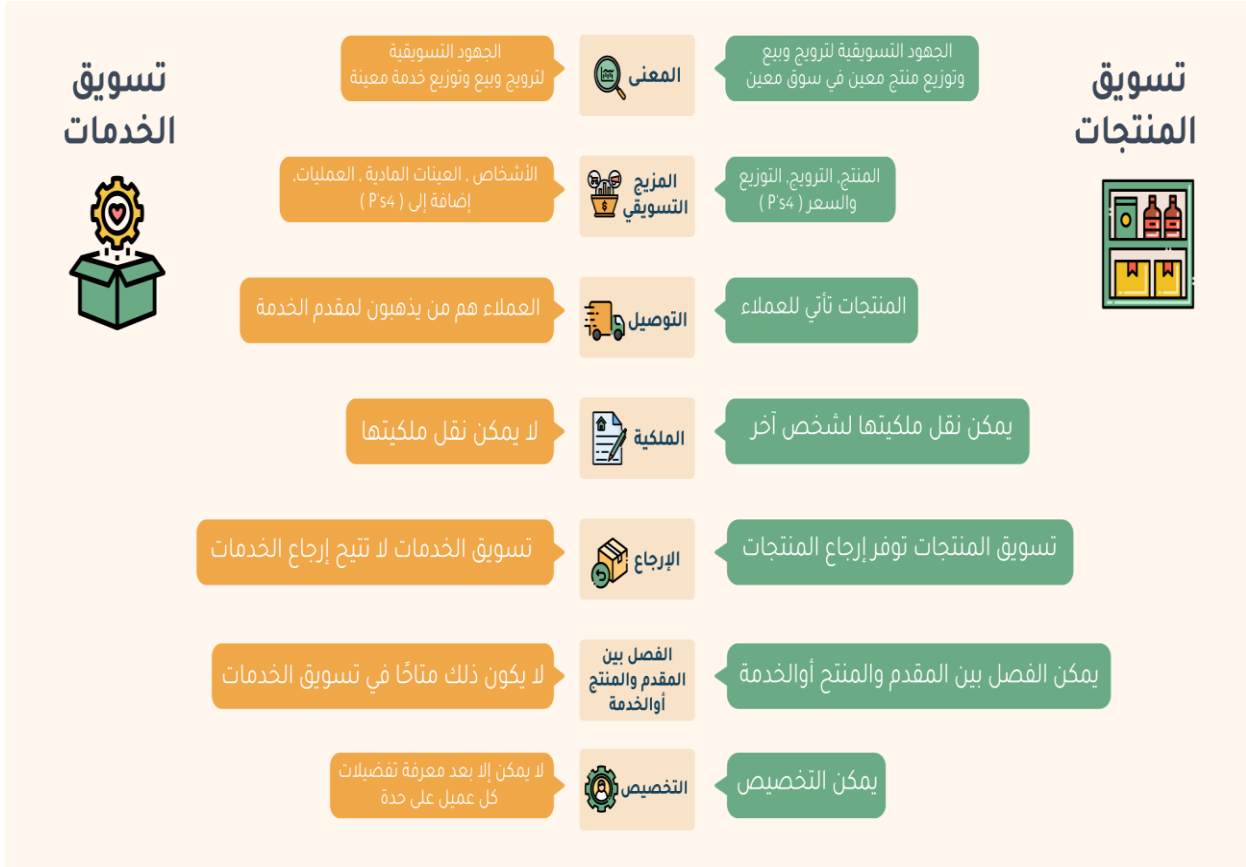 تسويق
المنتجات
تسويق
الخدمات
الجهود التسويقية لترويج وبيع
وتوزيع منتج معين في سوق معين
المعنى
الجهود التسويقية
لترويج وبيع وتوزيع خدمة معينة
المنتج, الترويج, التوزيع
والسعر ( P's4 )
المزيج
التسويقي
الأشخاص , العينات المادية , العمليات,
إضافة إلى ( P's4 )
المنتجات تأتي للعملاء
التوصيل
العملاء هم من يذهبون لمقدم الخدمة
يمكن نقل ملكيتها لشخص آخر
الملكية
لا يمكن نقل ملكيتها
تسويق المنتجات توفر إرجاع المنتجات
الإرجاع
تسويق الخدمات لا تتيح إرجاع الخدمات
يمكن الفصل بين المقدم والمنتج أوالخدمة
الفصل بين
المقدم والمنتج
أوالخدمة
لا يكون ذلك متاحًا في تسويق الخدمات
يمكن التخصيص
التخصيص
لا يمكن إلا بعد معرفة تفضيلات
كل عميل على حدة